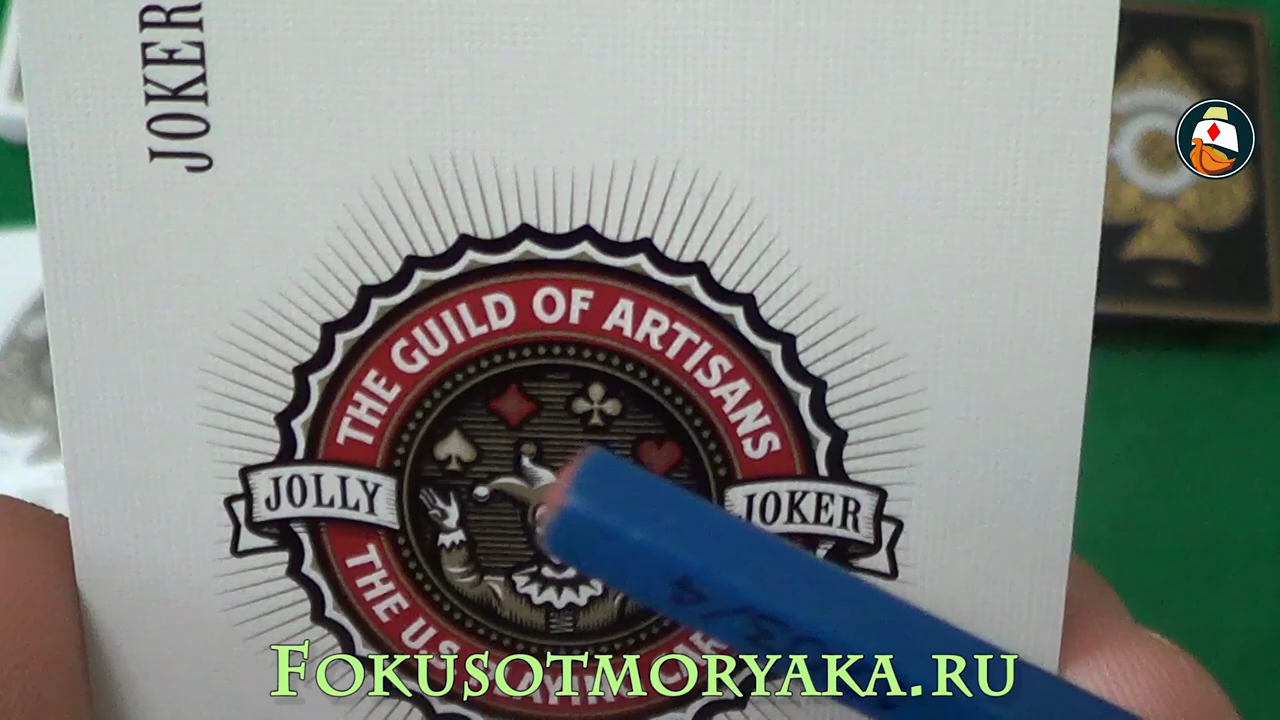 JOKER
THE GUILD OF ARTISANS
JOLLY
JOKER
THE U.S.
FOKUSOTMORYAKA.RU